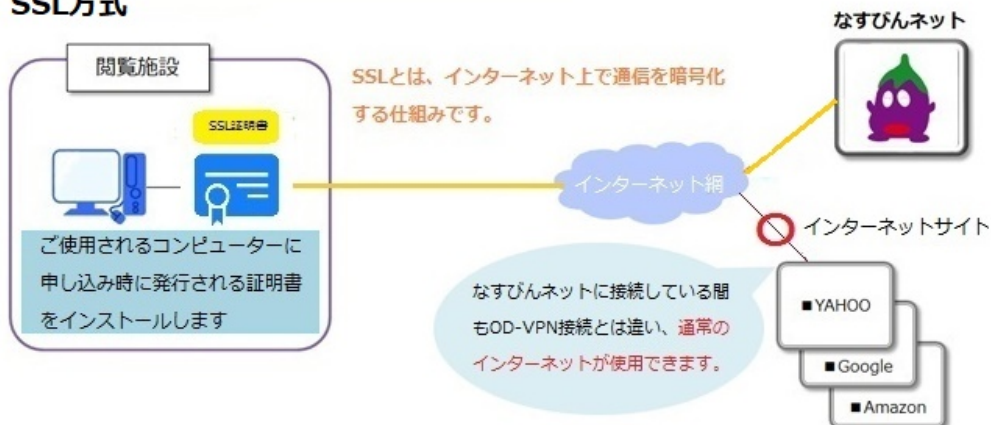 SSL方式
なすびんネット
閲覧施設
SSLとは、インターネット上で通信を暗号化
する仕組みです。
SSL証明書
インターネット網
インターネットサイト
ご使用されるコンピューターに
申し込み時に発行される証明書
をインストールします
なすびんネットに接続している間
もOD-VPN接続とは違い、通常の
インターネットが使用できます。
■YAHOO
■Google
■Amazon